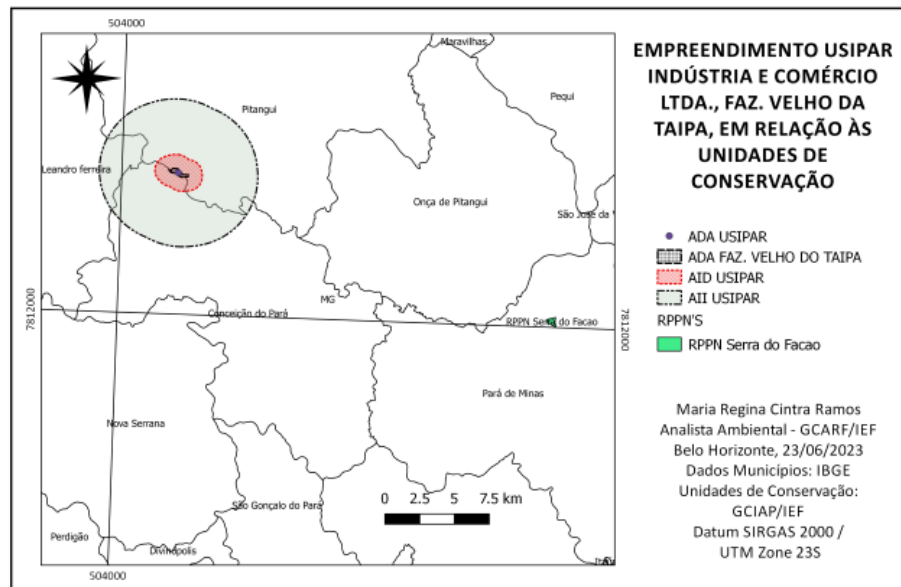 504000
Maravilhas
Pitangui
Pequi
Leandro ferreira
Onça de Pitangui
São José da V
7812000
MG
Conceição do Pará
RPPN Serra do Facao
7812000
Pará de Minas
Nova Serrana
0 2.5 5 7.5 km
São Gonçalo do Pará
Perdigão
Divinópolis
504000
EMPREENDIMENTO USIPAR
INDÚSTRIA E COMÉRCIO
LTDA., FAZ. VELHO DA
TAIPA, EM RELAÇÃO ÀS
UNIDADES DE
CONSERVAÇÃO
ADA USIPAR
ADA FAZ. VELHO DO TAIPA
AID USIPAR
AII USIPAR
RPPN'S
RPPN Serra do Facao
Maria Regina Cintra Ramos
Analista Ambiental - GCARF/IEF
Belo Horizonte, 23/06/2023
Dados Municípios: IBGE
Unidades de Conservação:
GCIAP/IEF
Datum SIRGAS 2000 /
UTM Zone 23S